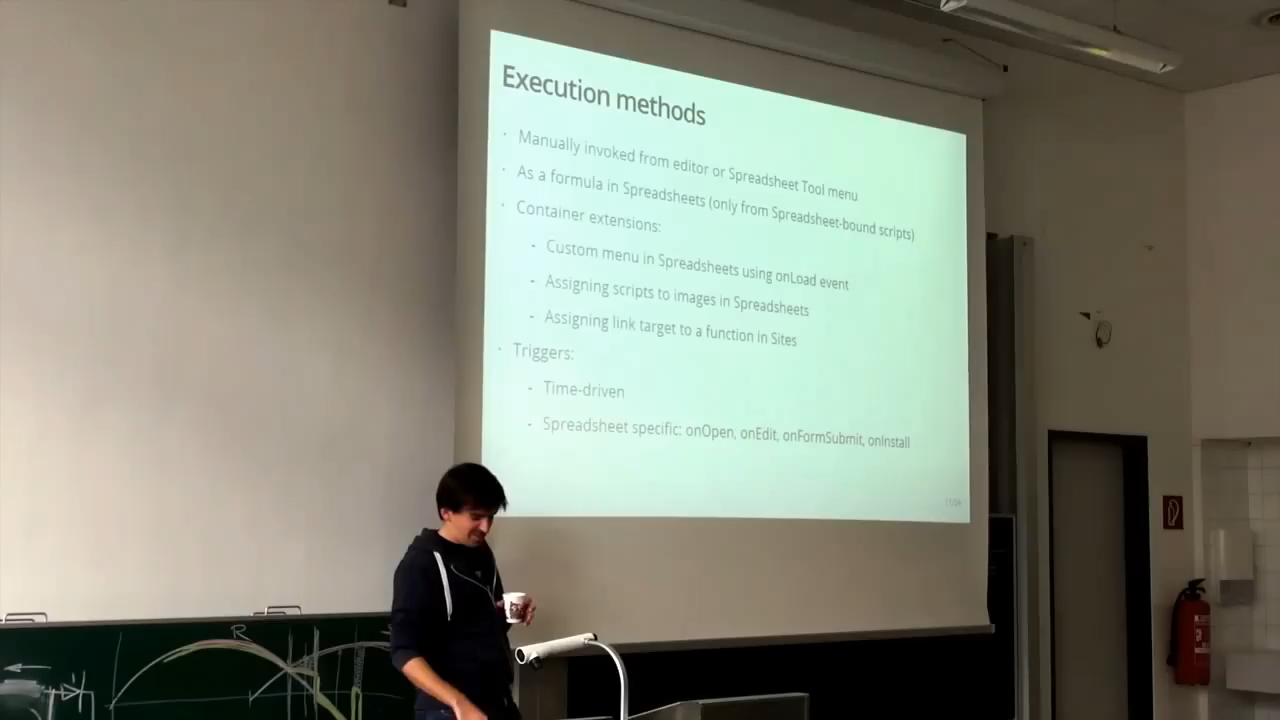 Execution methods
· Manually invoked from editor or Spreadsheet Tool menu
· As a formula in Spreadsheets (only from Spreadsheet-bound scripts)
· Container extensions:
- Custom menu in Spreadsheets using onLoad event
- Assigning scripts to images in Spreadsheets
- Assigning link target to a function in Sites
· Triggers:
- Time-driven
- Spreadsheet specific: onOpen, onEdit, onFormSubmit, onInstall
R